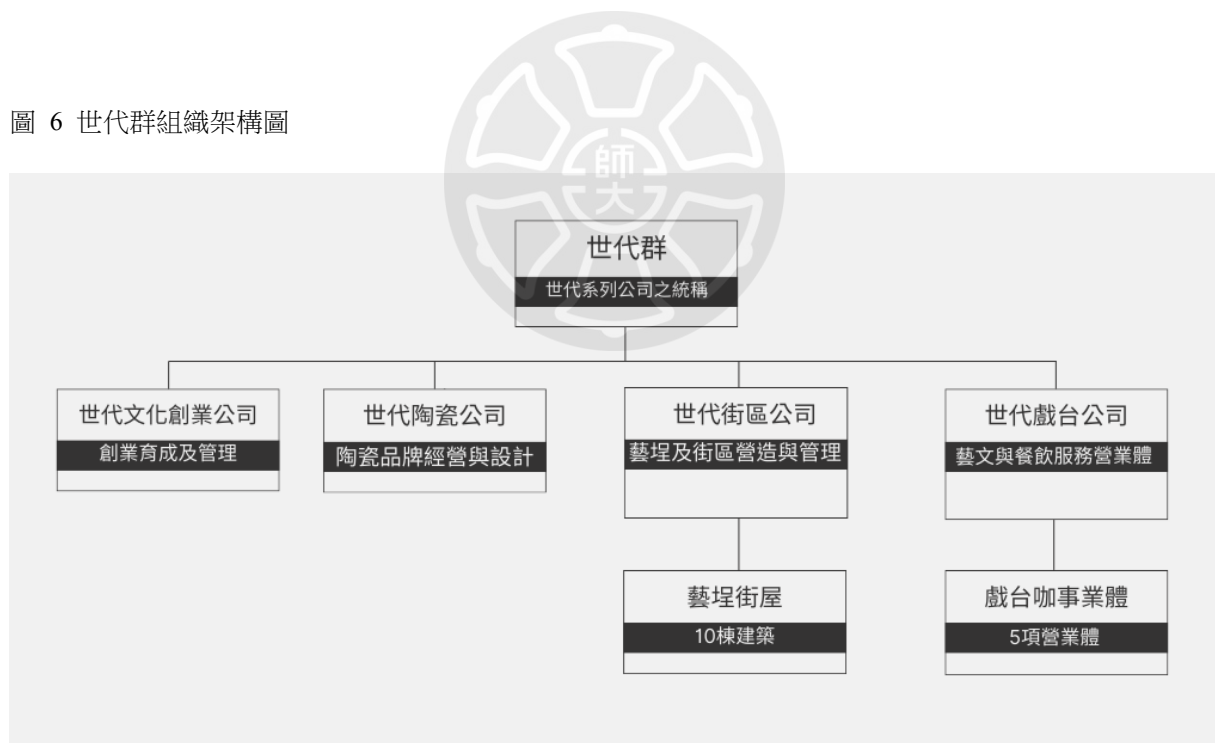 師大
圖 6 世代群組織架構圖
世代群
世代系列公司之統稱
世代文化創業公司
創業育成及管理
世代陶瓷公司
陶瓷品牌經營與設計
世代街區公司
藝埕及街區營造與管理
世代戲台公司
藝文與餐飲服務營業體
藝埕街屋
10棟建築
戲台咖事業體
5項營業體